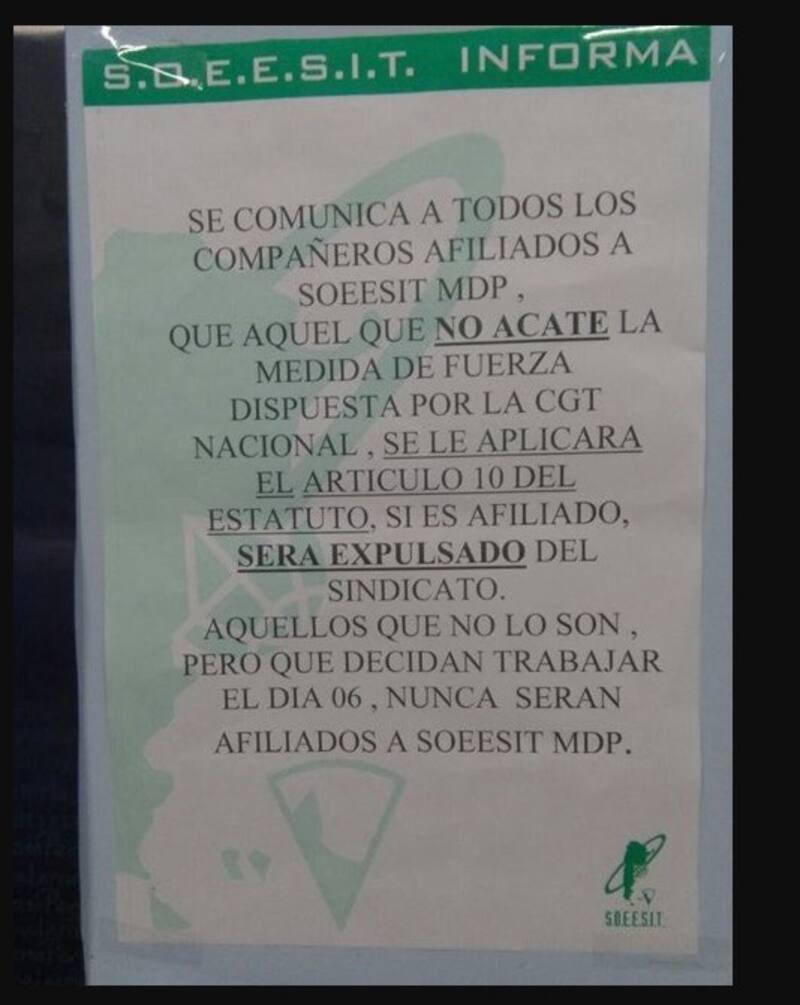 S.O.E.E.S.I.T. INFORMA
SE COMUNICA A TODOS LOS
COMPAÑEROS AFILIADOS A
SOEESIT MDP ,
QUE AQUEL QUE NO ACATE LA
MEDIDA DE FUERZA
DISPUESTA POR LA CGT
NACIONAL , SE LE APLICARA
EL ARTICULO 10 DEL
ESTATUTO, SI ES AFILIADO,
SERA EXPULSADO DEL
SINDICATO.
AQUELLOS QUE NO LO SON ,
PERO QUE DECIDAN TRABAJAR
EL DIA 06 , NUNCA SERAN
AFILIADOS A SOEESIT MDP.
S.O.E.E.S.I.T.